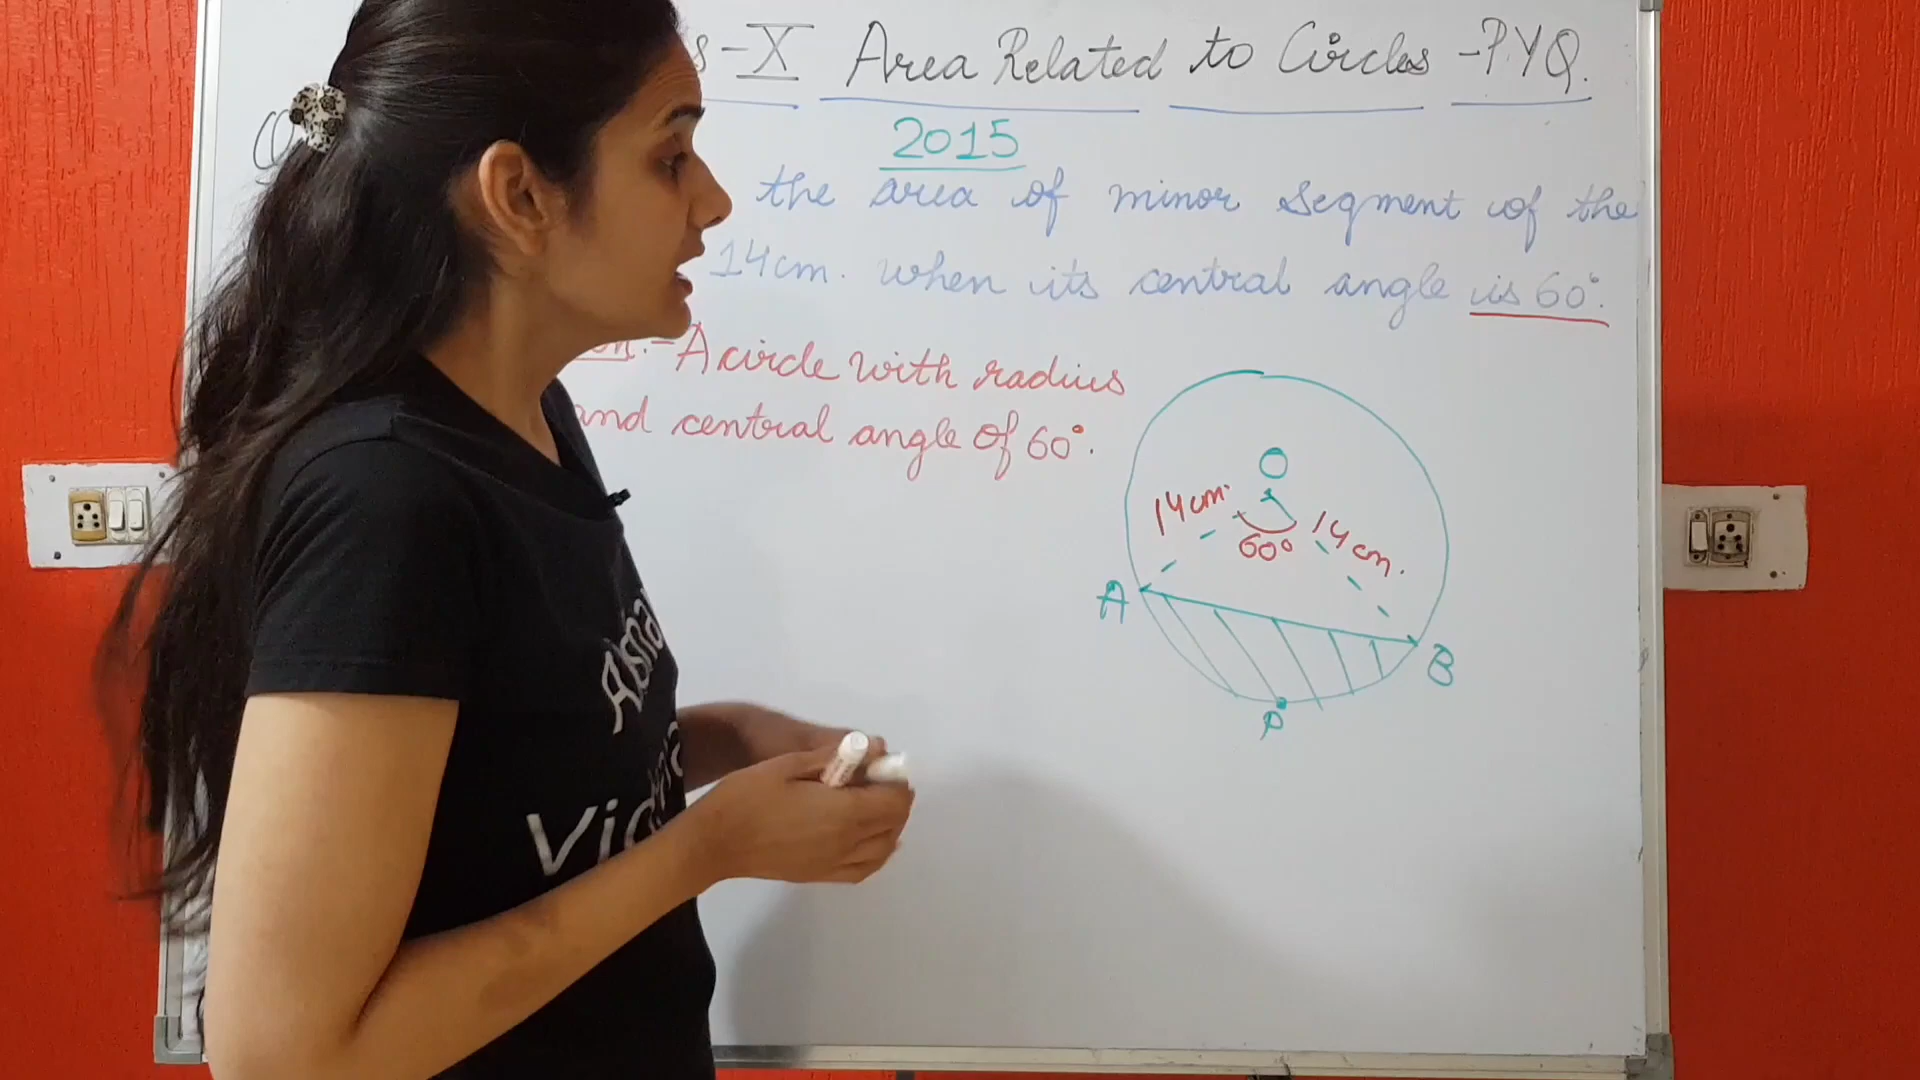 -X Area Related to Circles -PYQ.
2015
the area of minor segment of the
14cm. when its central angle is 60°.
-A circle with radius
and central angle of 60°.
O
14cm.
14cm.
60°
A
B
P